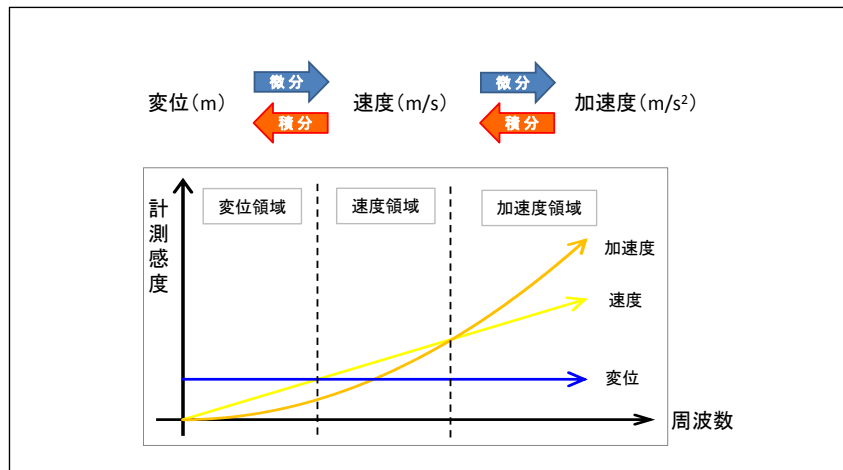 微分 微分
変位(m) 速度(m/s) 加速度(m/s²)
積分 積分
計測感度
変位領域 速度領域 加速度領域
加速度
速度
変位
周波数